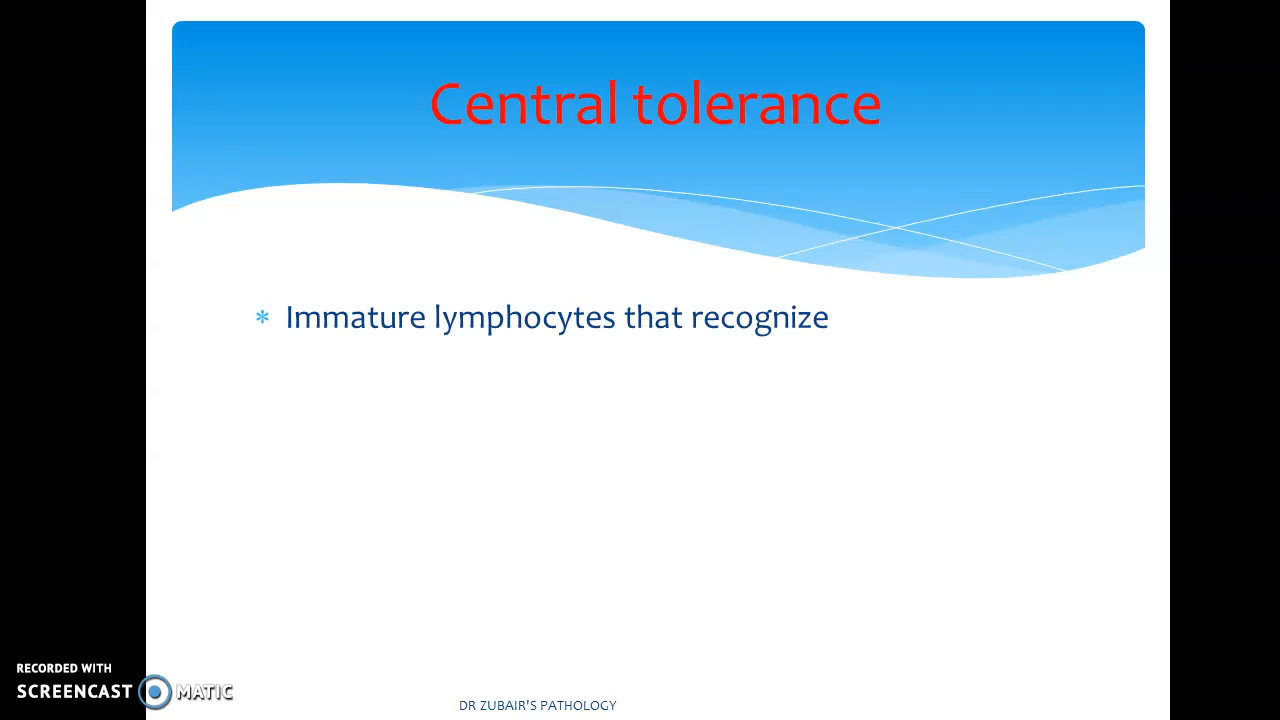 Central tolerance
* Immature lymphocytes that recognize
RECORDED WITH
SCREENCAST MATIC
DR ZUBAIR'S PATHOLOGY